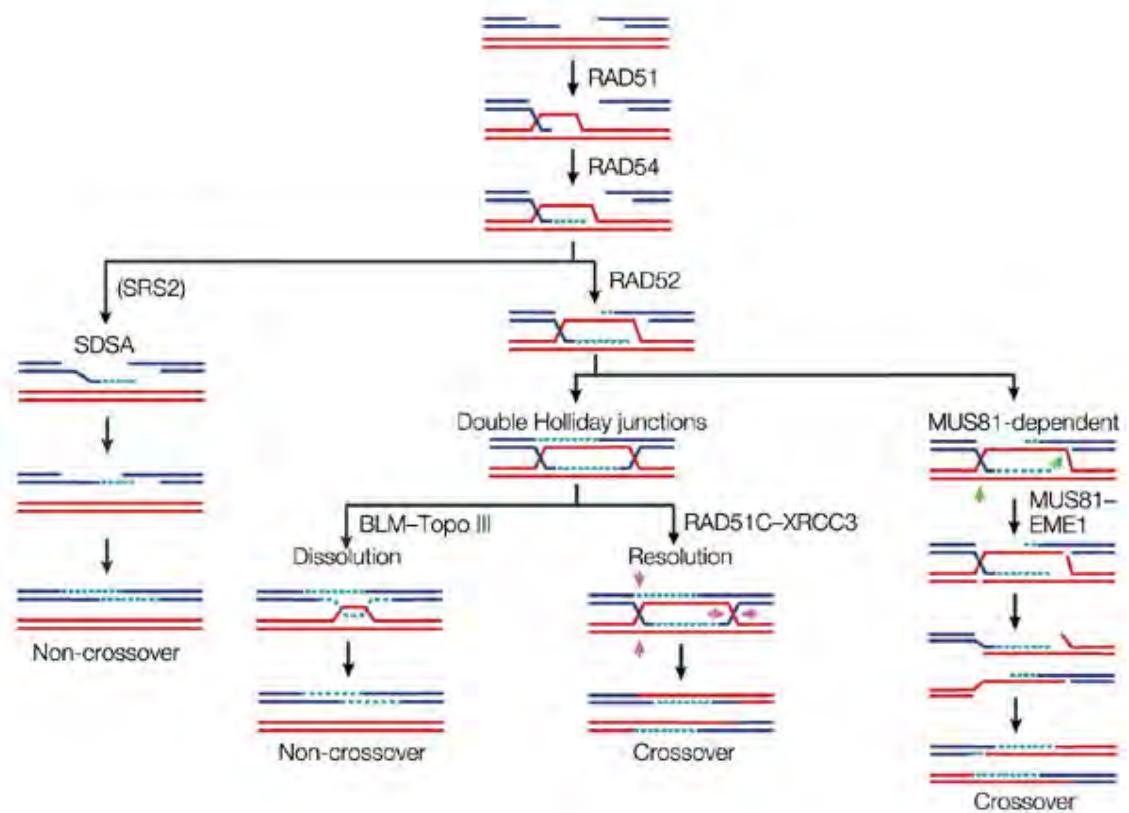 RAD51
RAD54
(SRS2)
RAD52
SDSA
Double Holliday junctions
MUS81-dependent
BLM–Topo III
RAD51C–XRCC3
MUS81–
EME1
Dissolution
Resolution
Non-crossover
Non-crossover
Crossover
Crossover